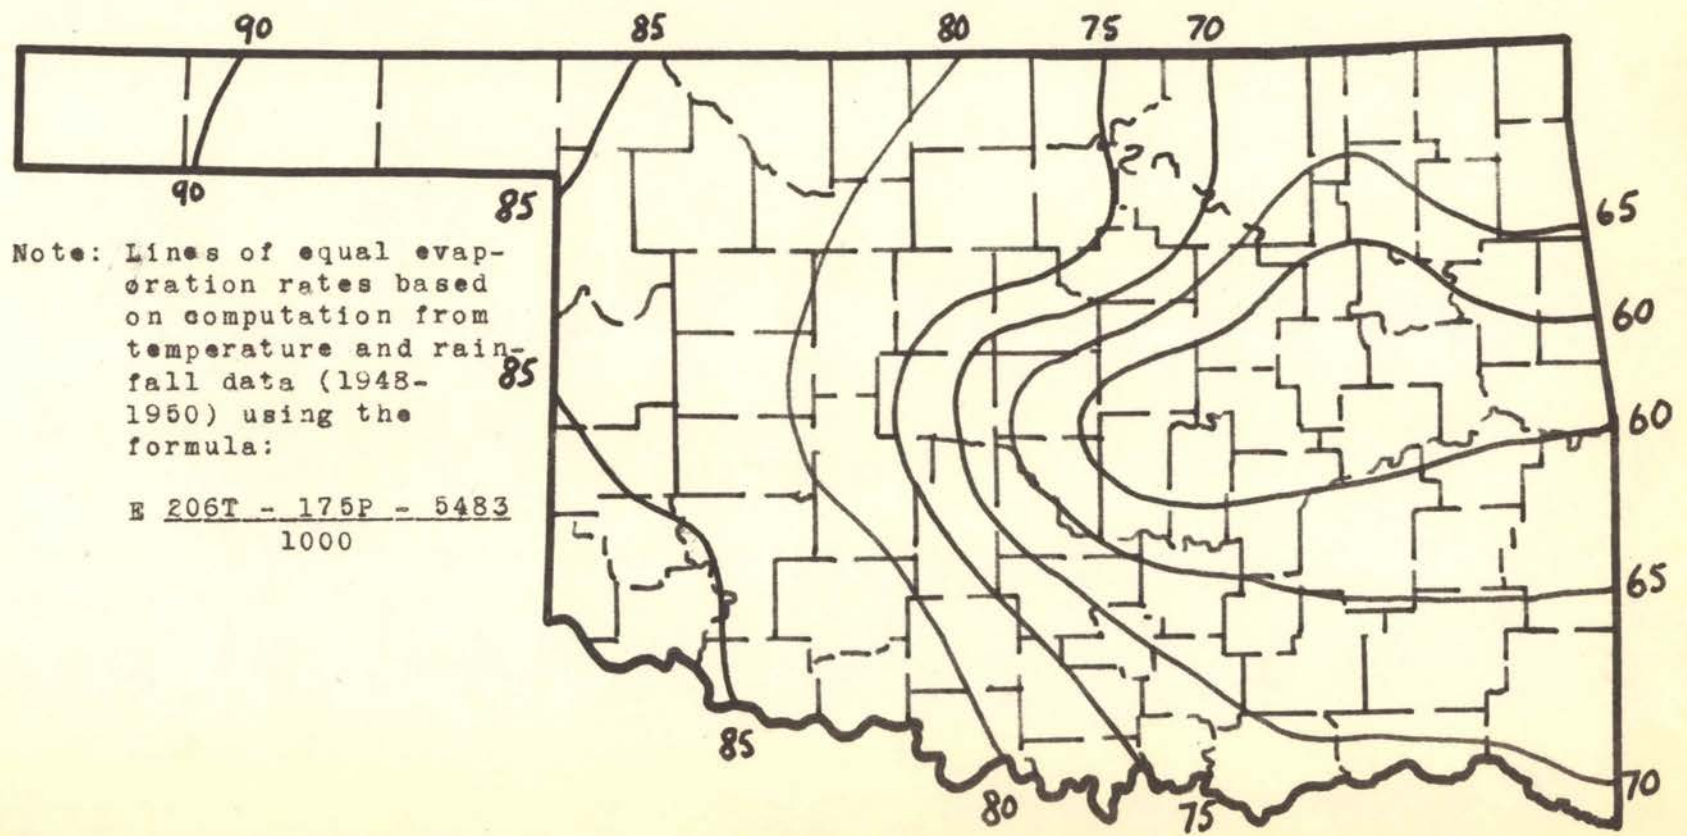 90 85 80 75 70
90
85
65
Note: Lines of equal evap-
oration rates based
on computation from
temperature and rain-
fall data (1948-
1950) using the
formula:
E 206T - 175P - 5483
1000
85
60
60
65
85
80
75
70